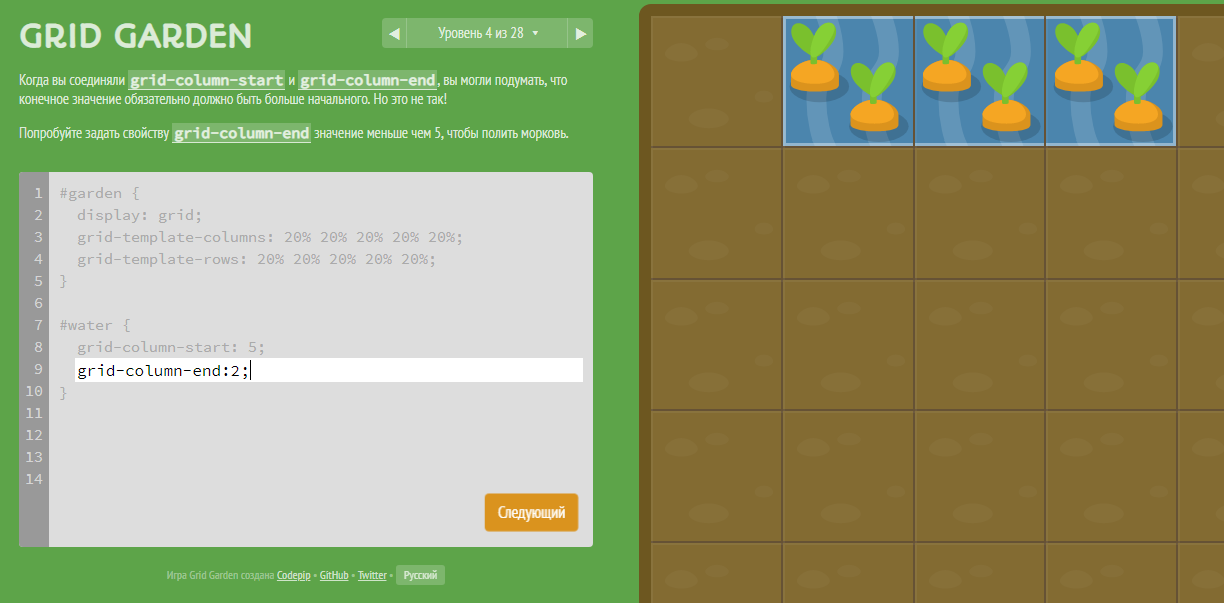 GRID GARDEN
◀ Уровень 4 из 28 ▾ ▶
Когда вы соединяли grid-column-start и grid-column-end, вы могли подумать, что
конечное значение обязательно должно быть больше начального. Но это не так!
Попробуйте задать свойству grid-column-end значение меньше чем 5, чтобы полить морковь.
1 #garden {
2 display: grid;
3 grid-template-columns: 20% 20% 20% 20% 20%;
4 grid-template-rows: 20% 20% 20% 20% 20%;
5 }
6
7 #water {
8 grid-column-start: 5;
9 grid-column-end:2;
10 }
11
12
13
14
Следующий
Игра Grid Garden создана Codepip • GitHub • Twitter • Русский